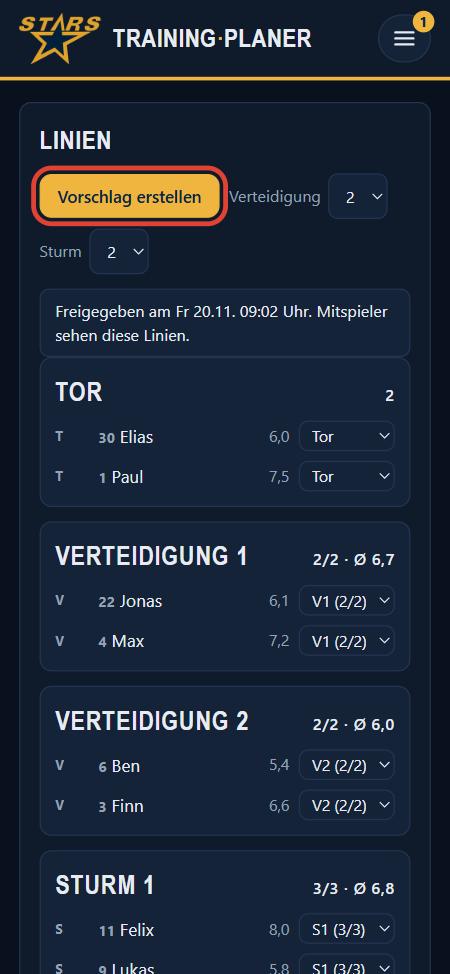 STARS
TRAINING·PLANER
1
LINIEN
Vorschlag erstellen Verteidigung 2
Sturm 2
Freigegeben am Fr 20.11. 09:02 Uhr. Mitspieler
sehen diese Linien.
TOR 2
T 30 Elias 6,0 Tor
T 1 Paul 7,5 Tor
VERTEIDIGUNG 1 2/2 · Ø 6,7
V 22 Jonas 6,1 V1 (2/2)
V 4 Max 7,2 V1 (2/2)
VERTEIDIGUNG 2 2/2 · Ø 6,0
V 6 Ben 5,4 V2 (2/2)
V 3 Finn 6,6 V2 (2/2)
STURM 1 3/3 · Ø 6,8
S 11 Felix 8,0 S1 (3/3)
S 9 Lukas 5,8 S1 (3/3)